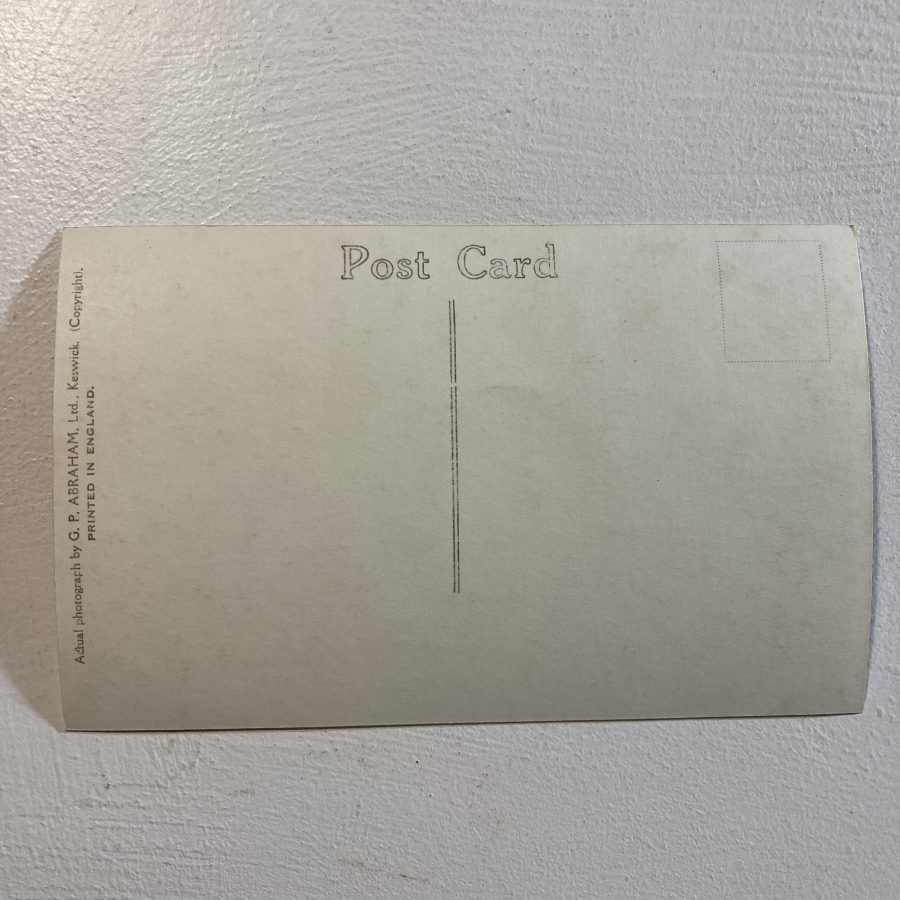 Post Card
Actual photograph by G. P. ABRAHAM, Ltd., Keswick. (Copyright).
PRINTED IN ENGLAND.